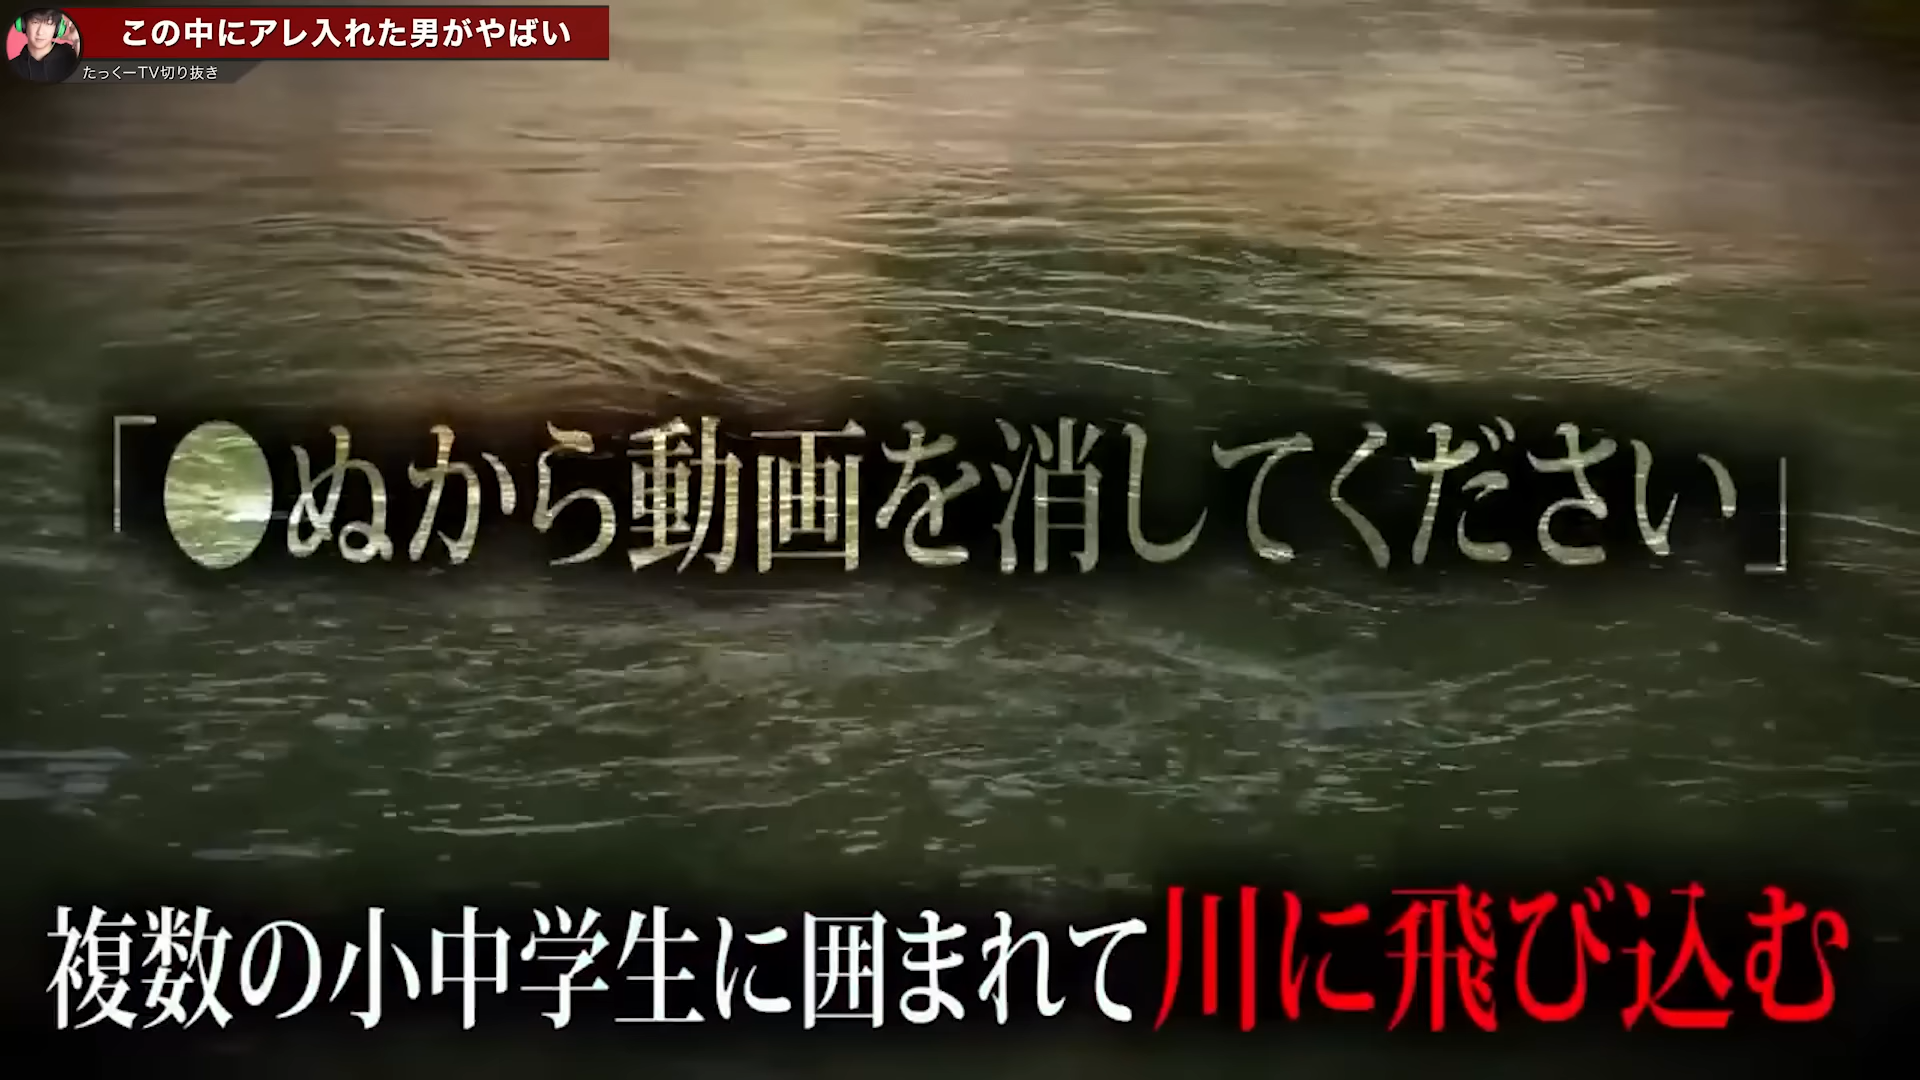 この中にアレ入れた男がやばい
たっくーTV切り抜き
「●ぬから動画を消してください」
複数の小中学生に囲まれて川に飛び込む